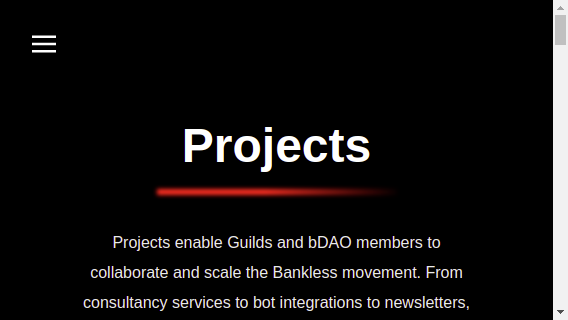 Projects
Projects enable Guilds and bDAO members to
collaborate and scale the Bankless movement. From
consultancy services to bot integrations to newsletters,